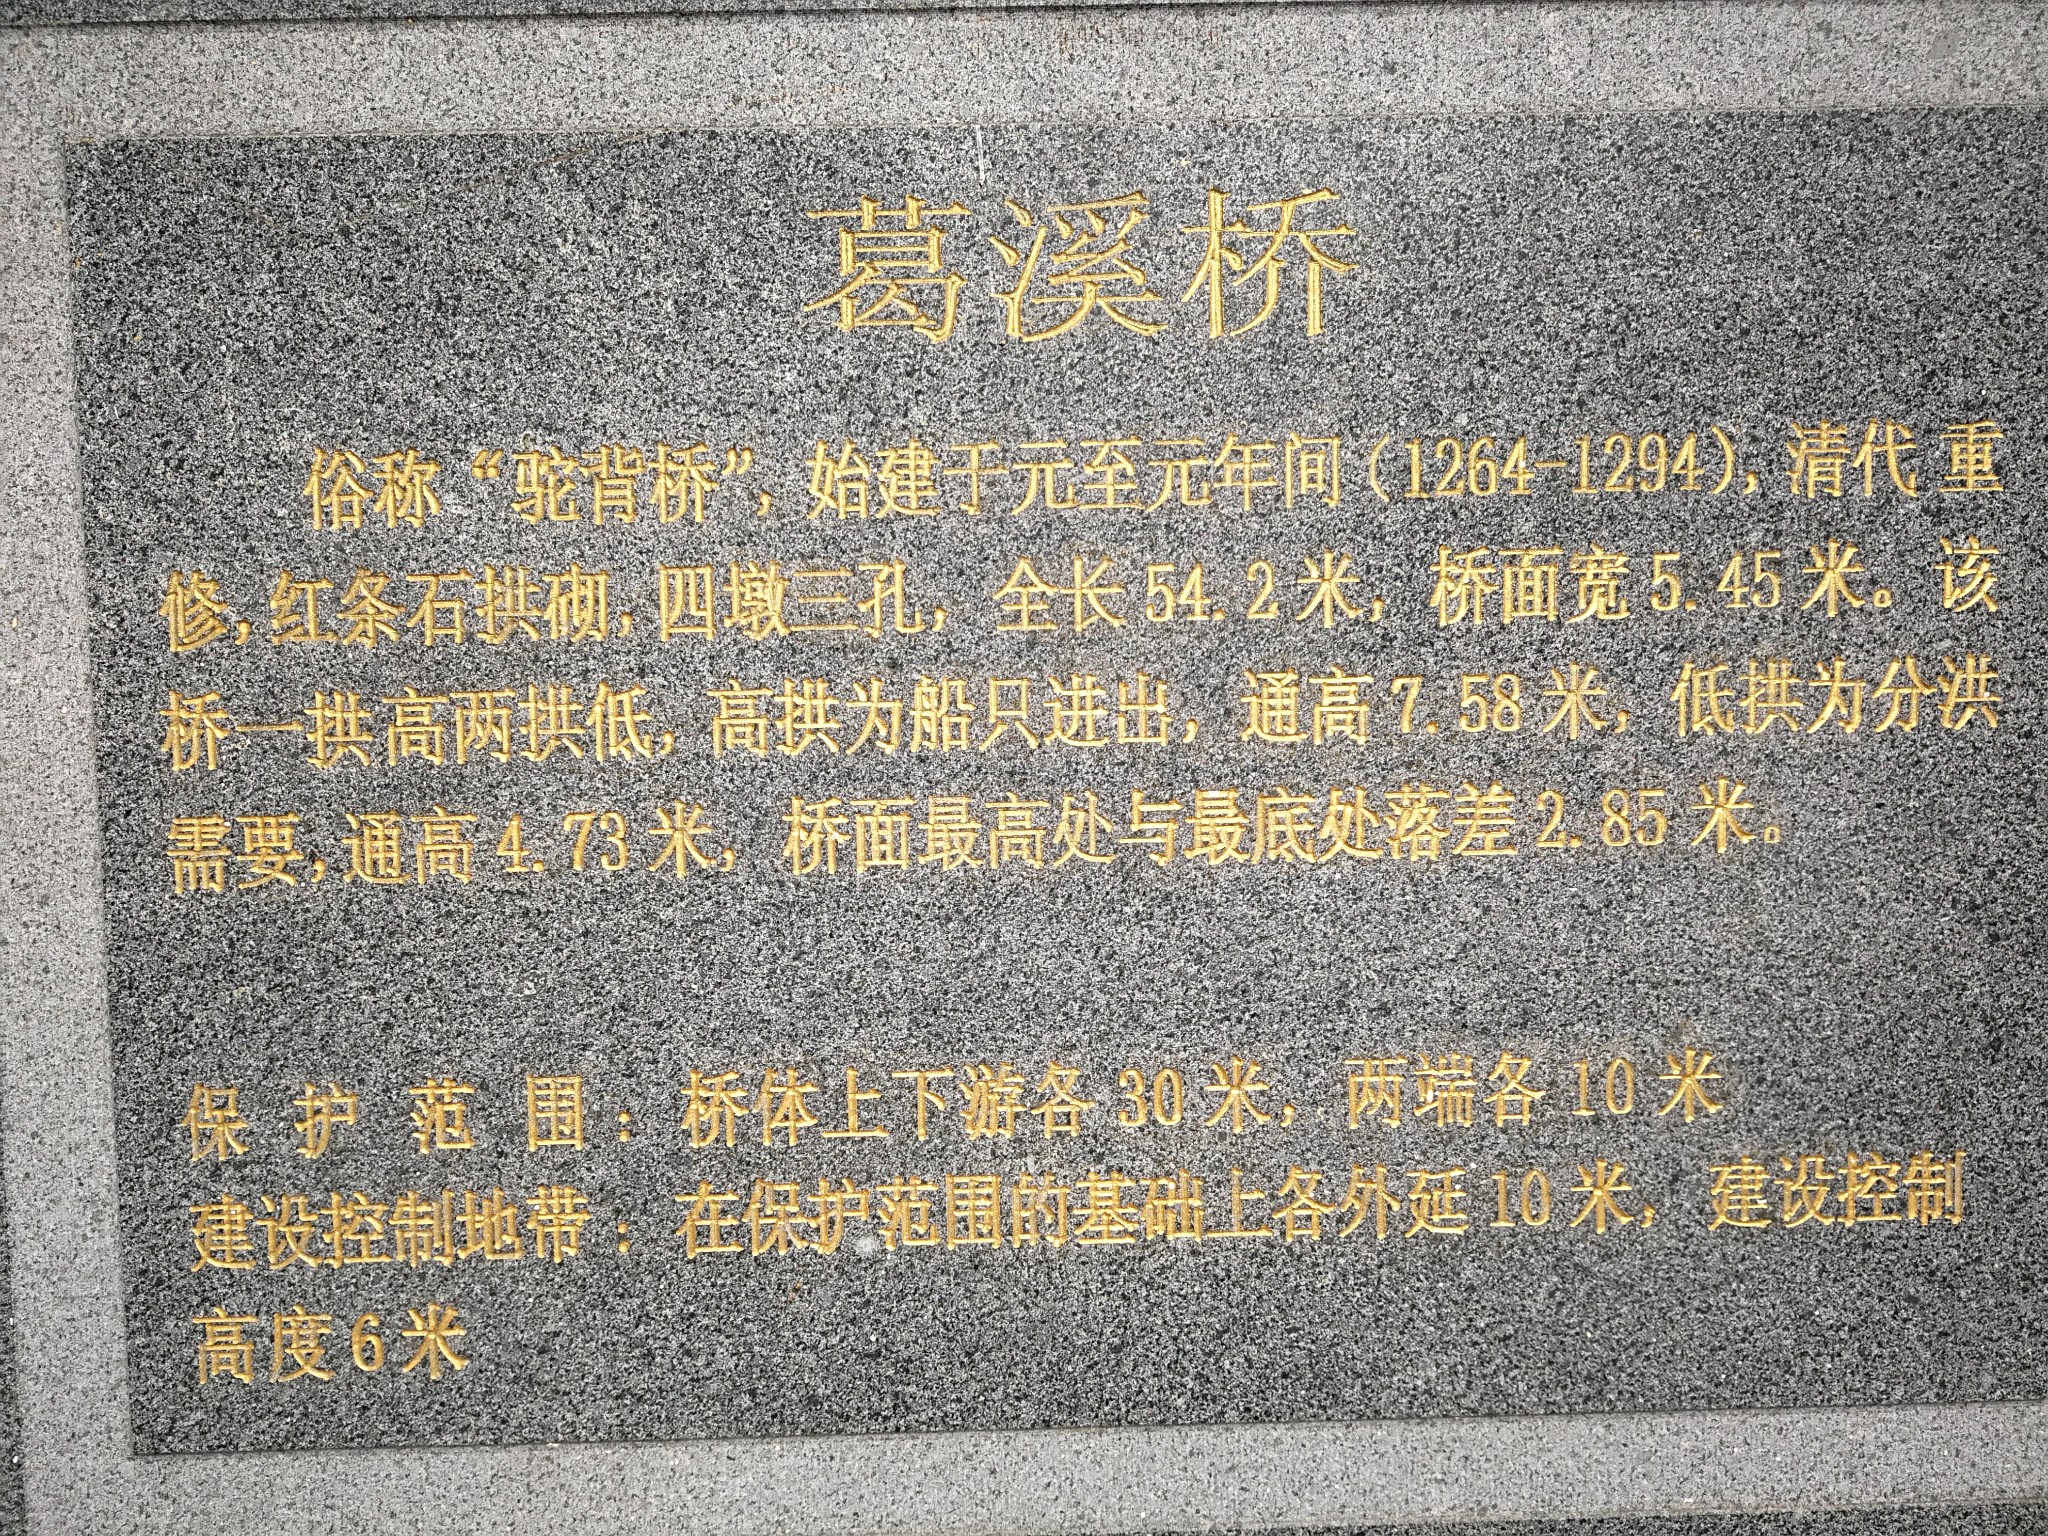 葛溪桥
俗称“驼背桥”,始建于元至元年间(1264-1294),清代重
修,红条石拱砌,四墩三孔,全长54.2米,桥面宽5.45米。该
桥一拱高两拱低,高拱为船只进出,通高7.58米,低拱为分洪
需要,通高4.73米,桥面最高处与最底处落差2.85米。
保护范围:桥体上下游各30米,两端各10米
建设控制地带:在保护范围的基础上各外延10米,建设控制
高度6米